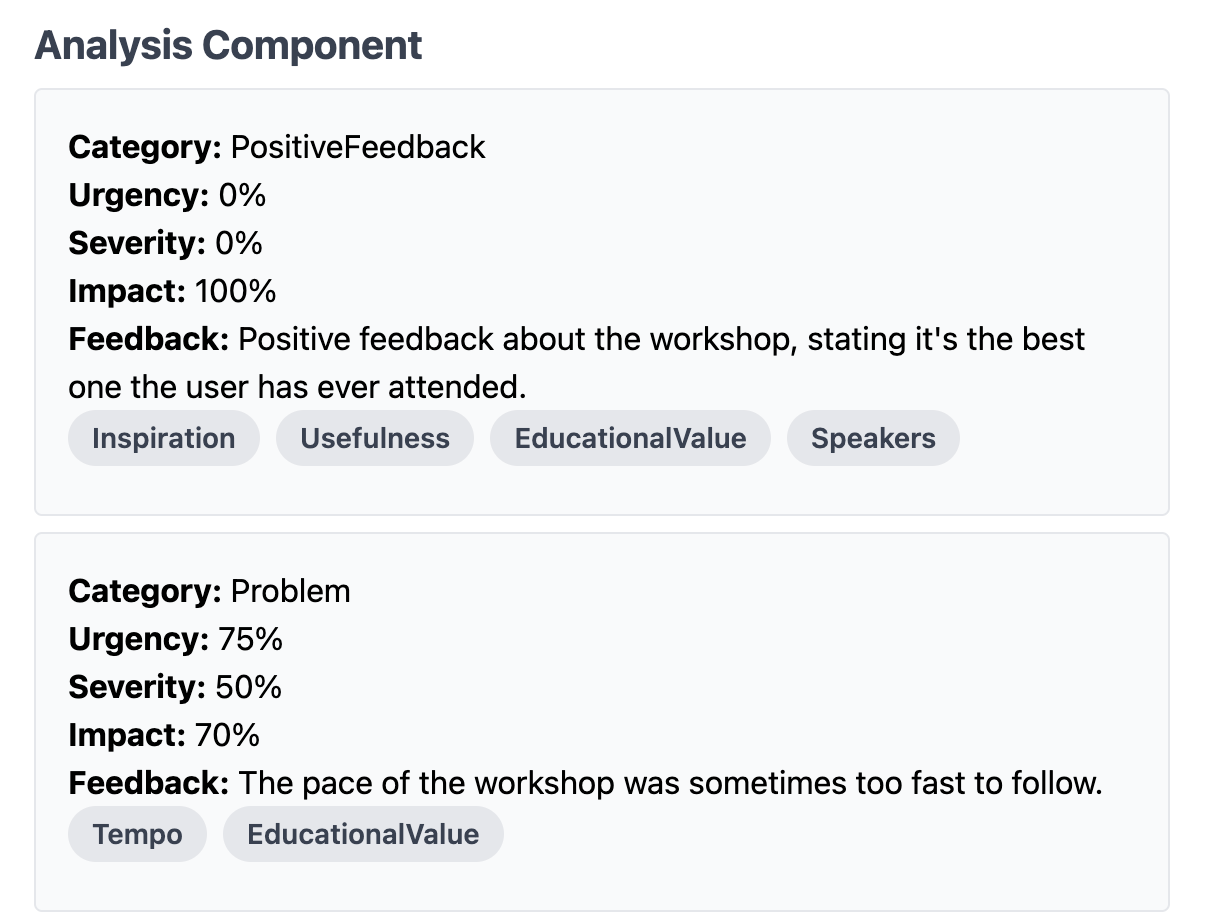 Analysis Component
Category: PositiveFeedback
Urgency: 0%
Severity: 0%
Impact: 100%
Feedback: Positive feedback about the workshop, stating it's the best
one the user has ever attended.
Inspiration Usefulness EducationalValue Speakers
Category: Problem
Urgency: 75%
Severity: 50%
Impact: 70%
Feedback: The pace of the workshop was sometimes too fast to follow.
Tempo EducationalValue